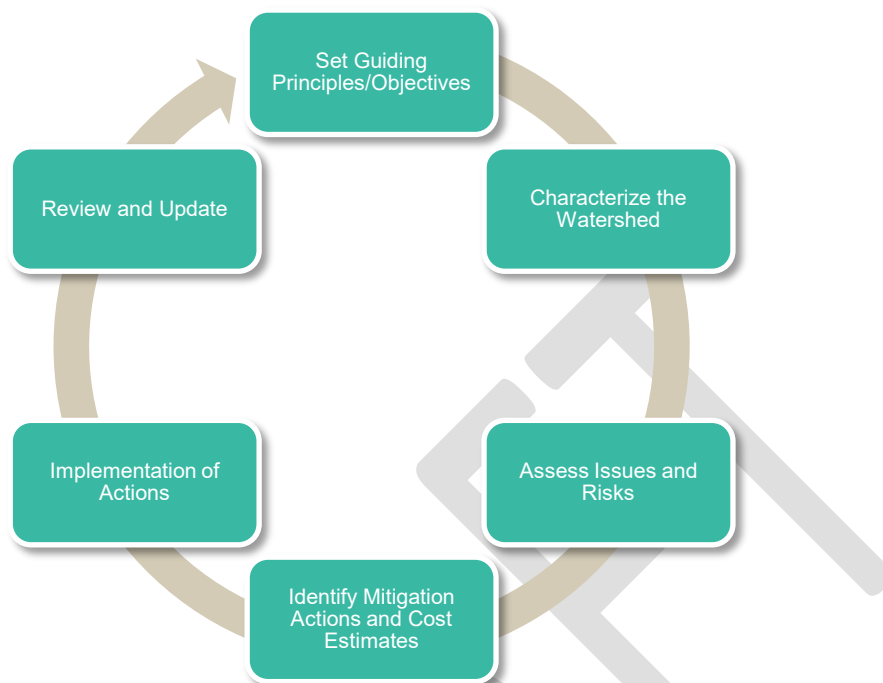 Set Guiding
Principles/Objectives
Characterize the
Watershed
Assess Issues and
Risks
Identify Mitigation
Actions and Cost
Estimates
Implementation of
Actions
Review and Update